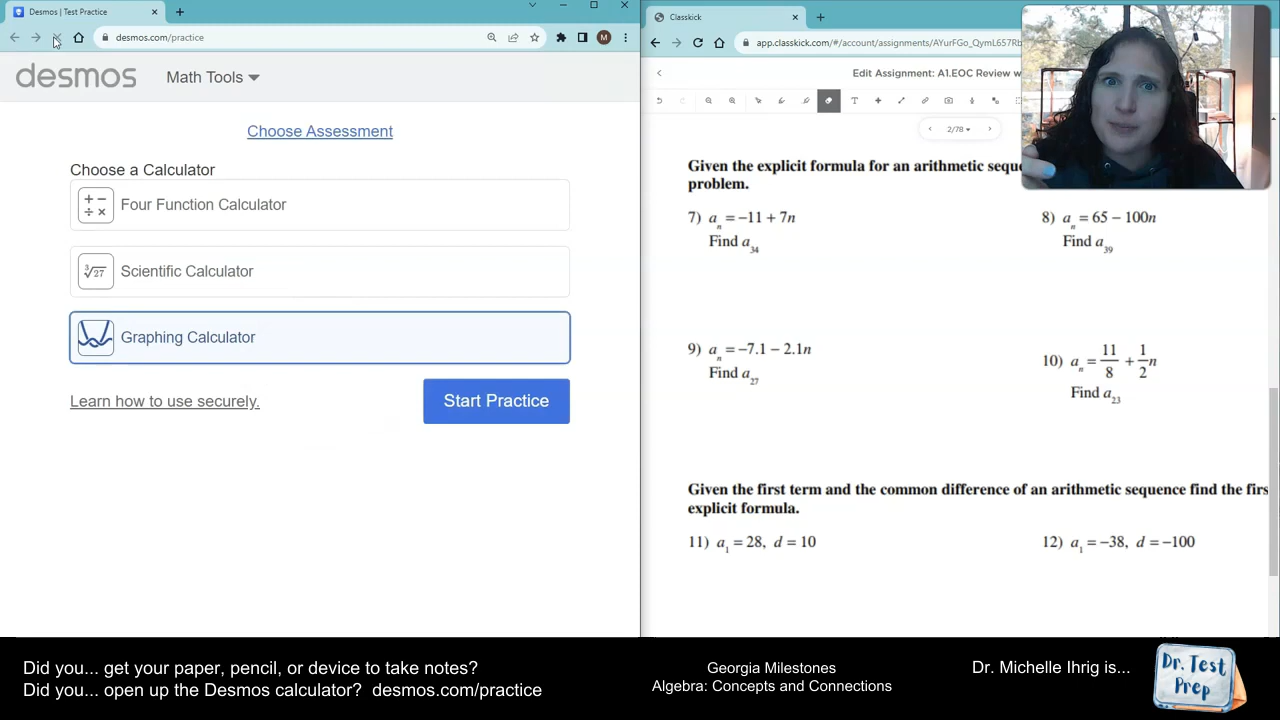 Desmos | Test Practice
desmos.com/practice
M
desmos
Math Tools
Choose Assessment
Choose a Calculator
Four Function Calculator
Scientific Calculator
Graphing Calculator
Learn how to use securely.
Start Practice
Classkick
app.classkick.com/#/account/assignments/AYurFGo_QymL657Rb
Edit Assignment: A1.EOC Review w
2/78
Given the explicit formula for an arithmetic seque
problem.
7) aₙ = −11 + 7n
Find a₃₄
8) aₙ = 65 − 100n
Find a₃₉
9) aₙ = −7.1 − 2.1n
Find a₂₇
10) aₙ = 11/8 + 1/2 n
Find a₂₃
Given the first term and the common difference of an arithmetic sequence find the firs
explicit formula.
11) a₁ = 28, d = 10
12) a₁ = −38, d = −100
Did you... get your paper, pencil, or device to take notes?
Did you... open up the Desmos calculator? desmos.com/practice
Georgia Milestones
Algebra: Concepts and Connections
Dr. Michelle Ihrig is...
Dr. Test
Prep